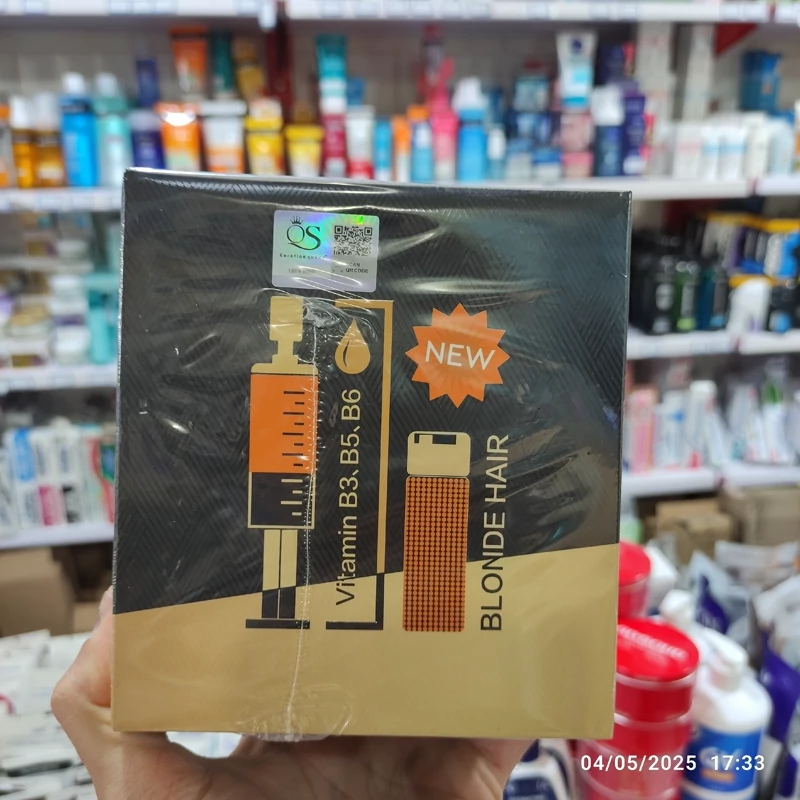 QS
NEW
Vitamin B3、B5、B6
BLONDE HAIR
04/05/2025 17:33